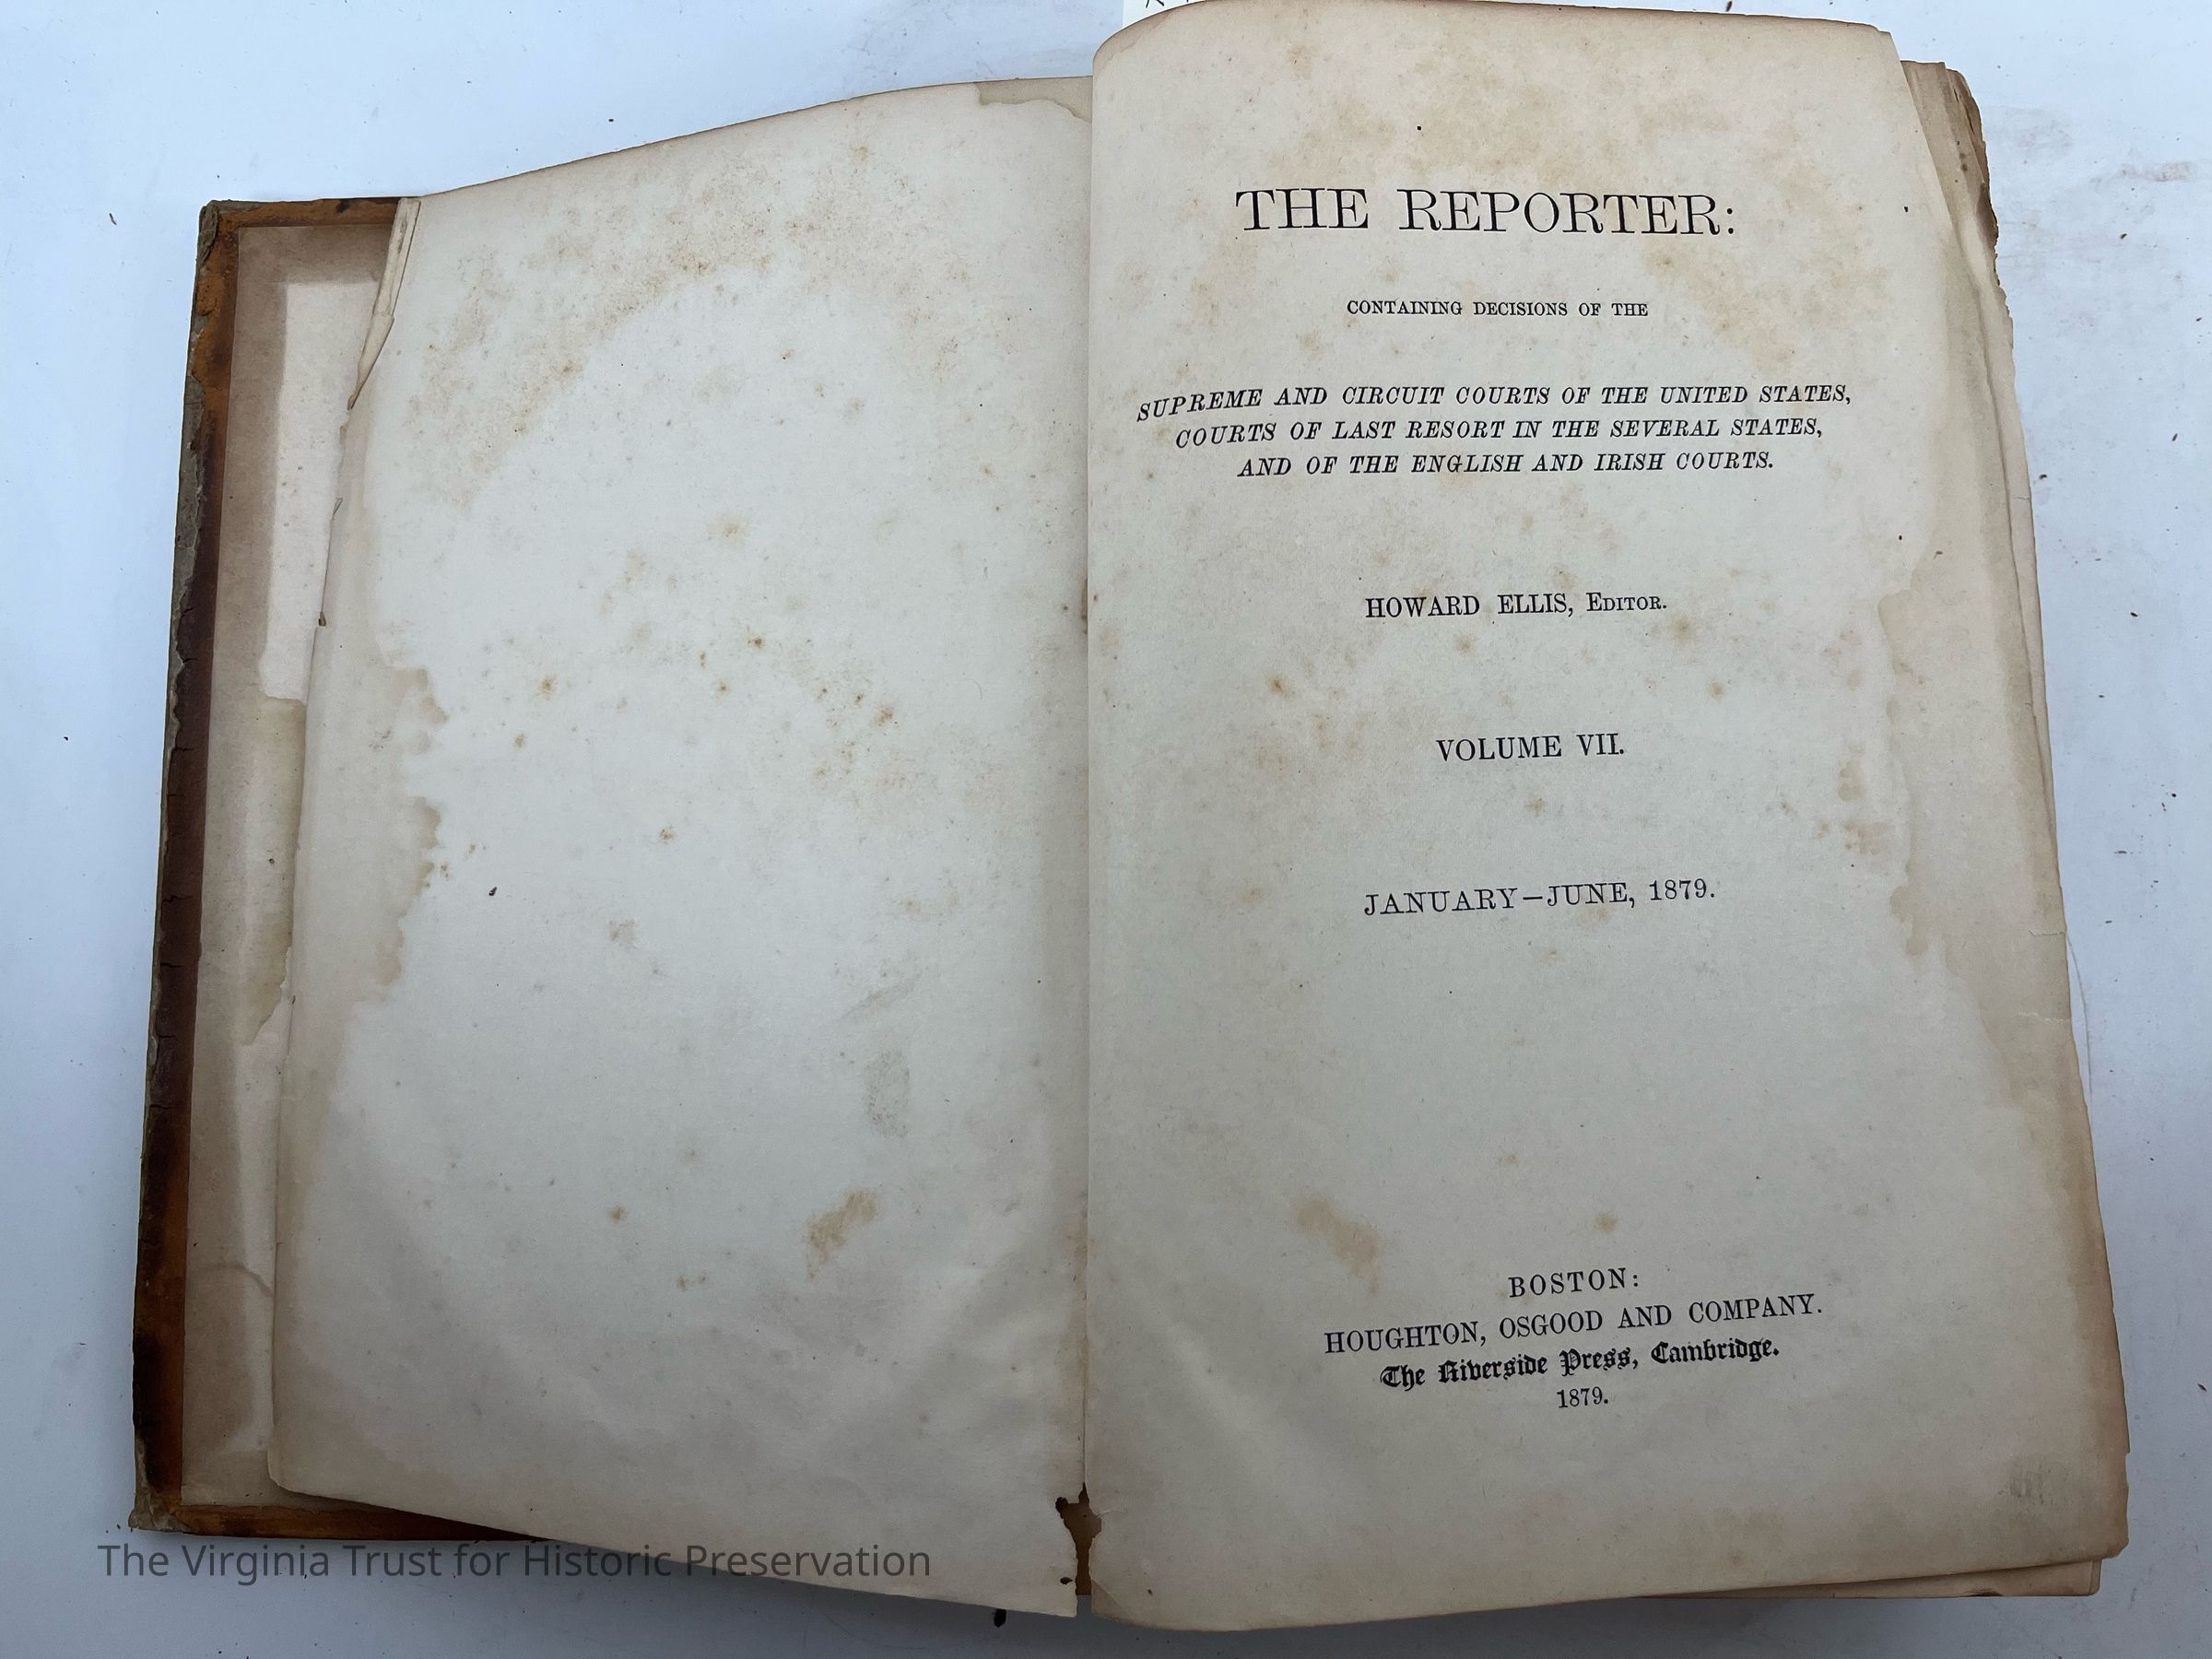 THE REPORTER:
CONTAINING DECISIONS OF THE
SUPREME AND CIRCUIT COURTS OF THE UNITED STATES,
COURTS OF LAST RESORT IN THE SEVERAL STATES,
AND OF THE ENGLISH AND IRISH COURTS.
HOWARD ELLIS, EDITOR.
VOLUME VII.
JANUARY–JUNE, 1879.
BOSTON:
HOUGHTON, OSGOOD AND COMPANY.
The Riverside Press, Cambridge.
1879.
The Virginia Trust for Historic Preservation